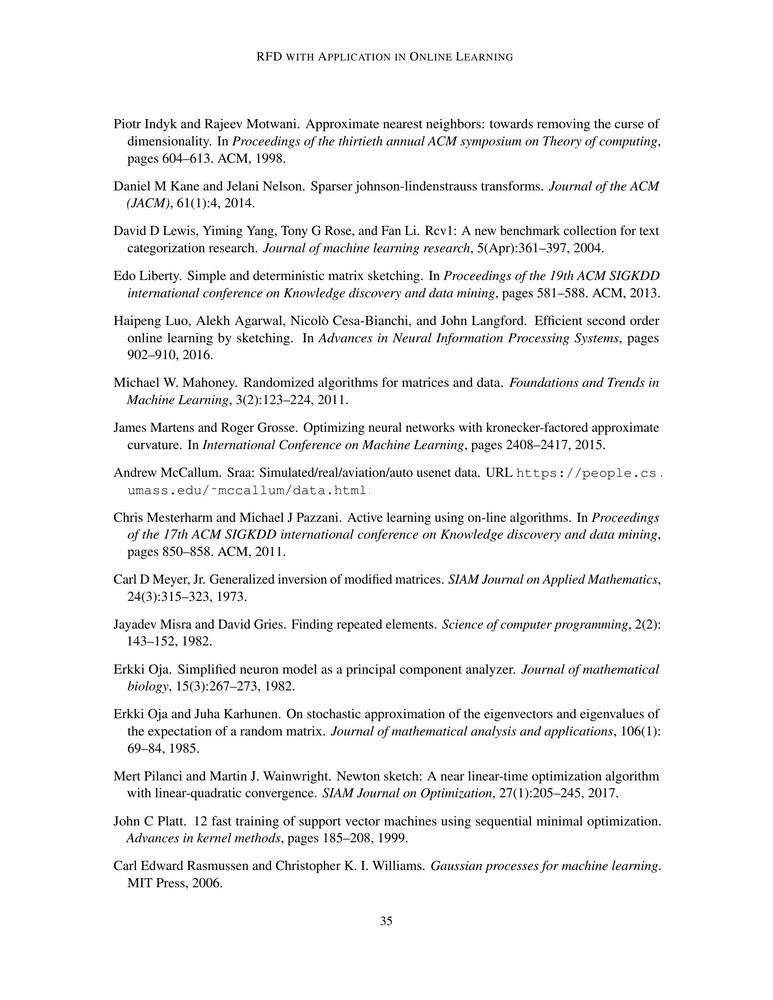 RFD WITH APPLICATION IN ONLINE LEARNING
Piotr Indyk and Rajeev Motwani. Approximate nearest neighbors: towards removing the curse of
dimensionality. In Proceedings of the thirtieth annual ACM symposium on Theory of computing,
pages 604–613. ACM, 1998.
Daniel M Kane and Jelani Nelson. Sparser johnson-lindenstrauss transforms. Journal of the ACM
(JACM), 61(1):4, 2014.
David D Lewis, Yiming Yang, Tony G Rose, and Fan Li. Rcv1: A new benchmark collection for text
categorization research. Journal of machine learning research, 5(Apr):361–397, 2004.
Edo Liberty. Simple and deterministic matrix sketching. In Proceedings of the 19th ACM SIGKDD
international conference on Knowledge discovery and data mining, pages 581–588. ACM, 2013.
Haipeng Luo, Alekh Agarwal, Nicolò Cesa-Bianchi, and John Langford. Efficient second order
online learning by sketching. In Advances in Neural Information Processing Systems, pages
902–910, 2016.
Michael W. Mahoney. Randomized algorithms for matrices and data. Foundations and Trends in
Machine Learning, 3(2):123–224, 2011.
James Martens and Roger Grosse. Optimizing neural networks with kronecker-factored approximate
curvature. In International Conference on Machine Learning, pages 2408–2417, 2015.
Andrew McCallum. Sraa: Simulated/real/aviation/auto usenet data. URL https://people.cs.
umass.edu/~mccallum/data.html.
Chris Mesterharm and Michael J Pazzani. Active learning using on-line algorithms. In Proceedings
of the 17th ACM SIGKDD international conference on Knowledge discovery and data mining,
pages 850–858. ACM, 2011.
Carl D Meyer, Jr. Generalized inversion of modified matrices. SIAM Journal on Applied Mathematics,
24(3):315–323, 1973.
Jayadev Misra and David Gries. Finding repeated elements. Science of computer programming, 2(2):
143–152, 1982.
Erkki Oja. Simplified neuron model as a principal component analyzer. Journal of mathematical
biology, 15(3):267–273, 1982.
Erkki Oja and Juha Karhunen. On stochastic approximation of the eigenvectors and eigenvalues of
the expectation of a random matrix. Journal of mathematical analysis and applications, 106(1):
69–84, 1985.
Mert Pilanci and Martin J. Wainwright. Newton sketch: A near linear-time optimization algorithm
with linear-quadratic convergence. SIAM Journal on Optimization, 27(1):205–245, 2017.
John C Platt. 12 fast training of support vector machines using sequential minimal optimization.
Advances in kernel methods, pages 185–208, 1999.
Carl Edward Rasmussen and Christopher K. I. Williams. Gaussian processes for machine learning.
MIT Press, 2006.
35